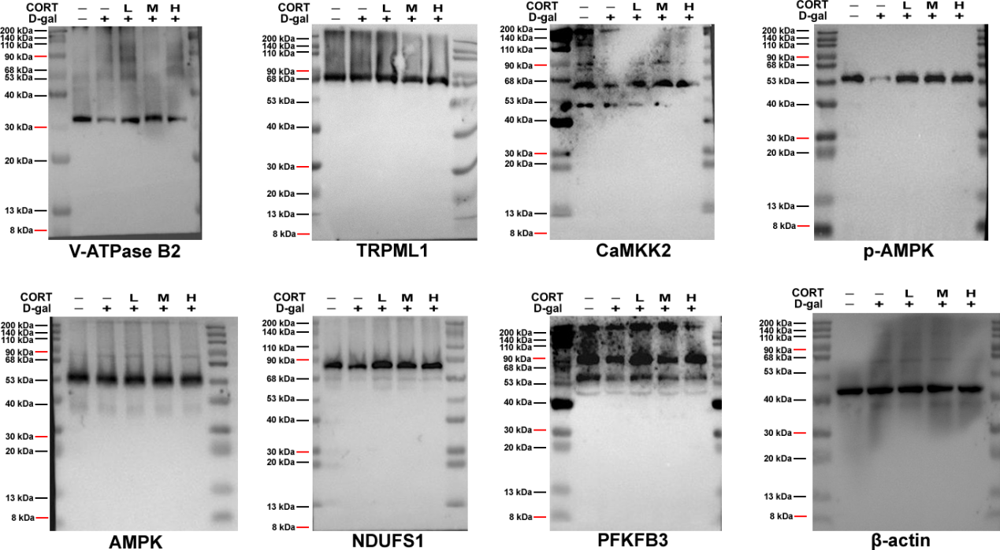 CORT — — L M H
D-gal — + + + +
200 kDa
140 kDa
110 kDa
90 kDa
68 kDa
53 kDa
40 kDa
30 kDa
20 kDa
13 kDa
8 kDa
V-ATPase B2
CORT — — L M H
D-gal — + + + +
200 kDa
140 kDa
110 kDa
90 kDa
68 kDa
53 kDa
40 kDa
30 kDa
20 kDa
13 kDa
8 kDa
TRPML1
CORT — — L M H
D-gal — + + + +
200 kDa
140 kDa
110 kDa
90 kDa
68 kDa
53 kDa
40 kDa
30 kDa
20 kDa
13 kDa
8 kDa
CaMKK2
CORT — — L M H
D-gal — + + + +
200 kDa
140 kDa
110 kDa
90 kDa
68 kDa
53 kDa
40 kDa
30 kDa
20 kDa
13 kDa
8 kDa
p-AMPK
CORT — — L M H
D-gal — + + + +
200 kDa
140 kDa
110 kDa
90 kDa
68 kDa
53 kDa
40 kDa
30 kDa
20 kDa
13 kDa
8 kDa
AMPK
CORT — — L M H
D-gal — + + + +
200 kDa
140 kDa
110 kDa
90 kDa
68 kDa
53 kDa
40 kDa
30 kDa
20 kDa
13 kDa
8 kDa
NDUFS1
CORT — — L M H
D-gal — + + + +
200 kDa
140 kDa
110 kDa
90 kDa
68 kDa
53 kDa
40 kDa
30 kDa
20 kDa
13 kDa
8 kDa
PFKFB3
CORT — — L M H
D-gal — + + + +
200 kDa
140 kDa
110 kDa
90 kDa
68 kDa
53 kDa
40 kDa
30 kDa
20 kDa
13 kDa
8 kDa
β-actin